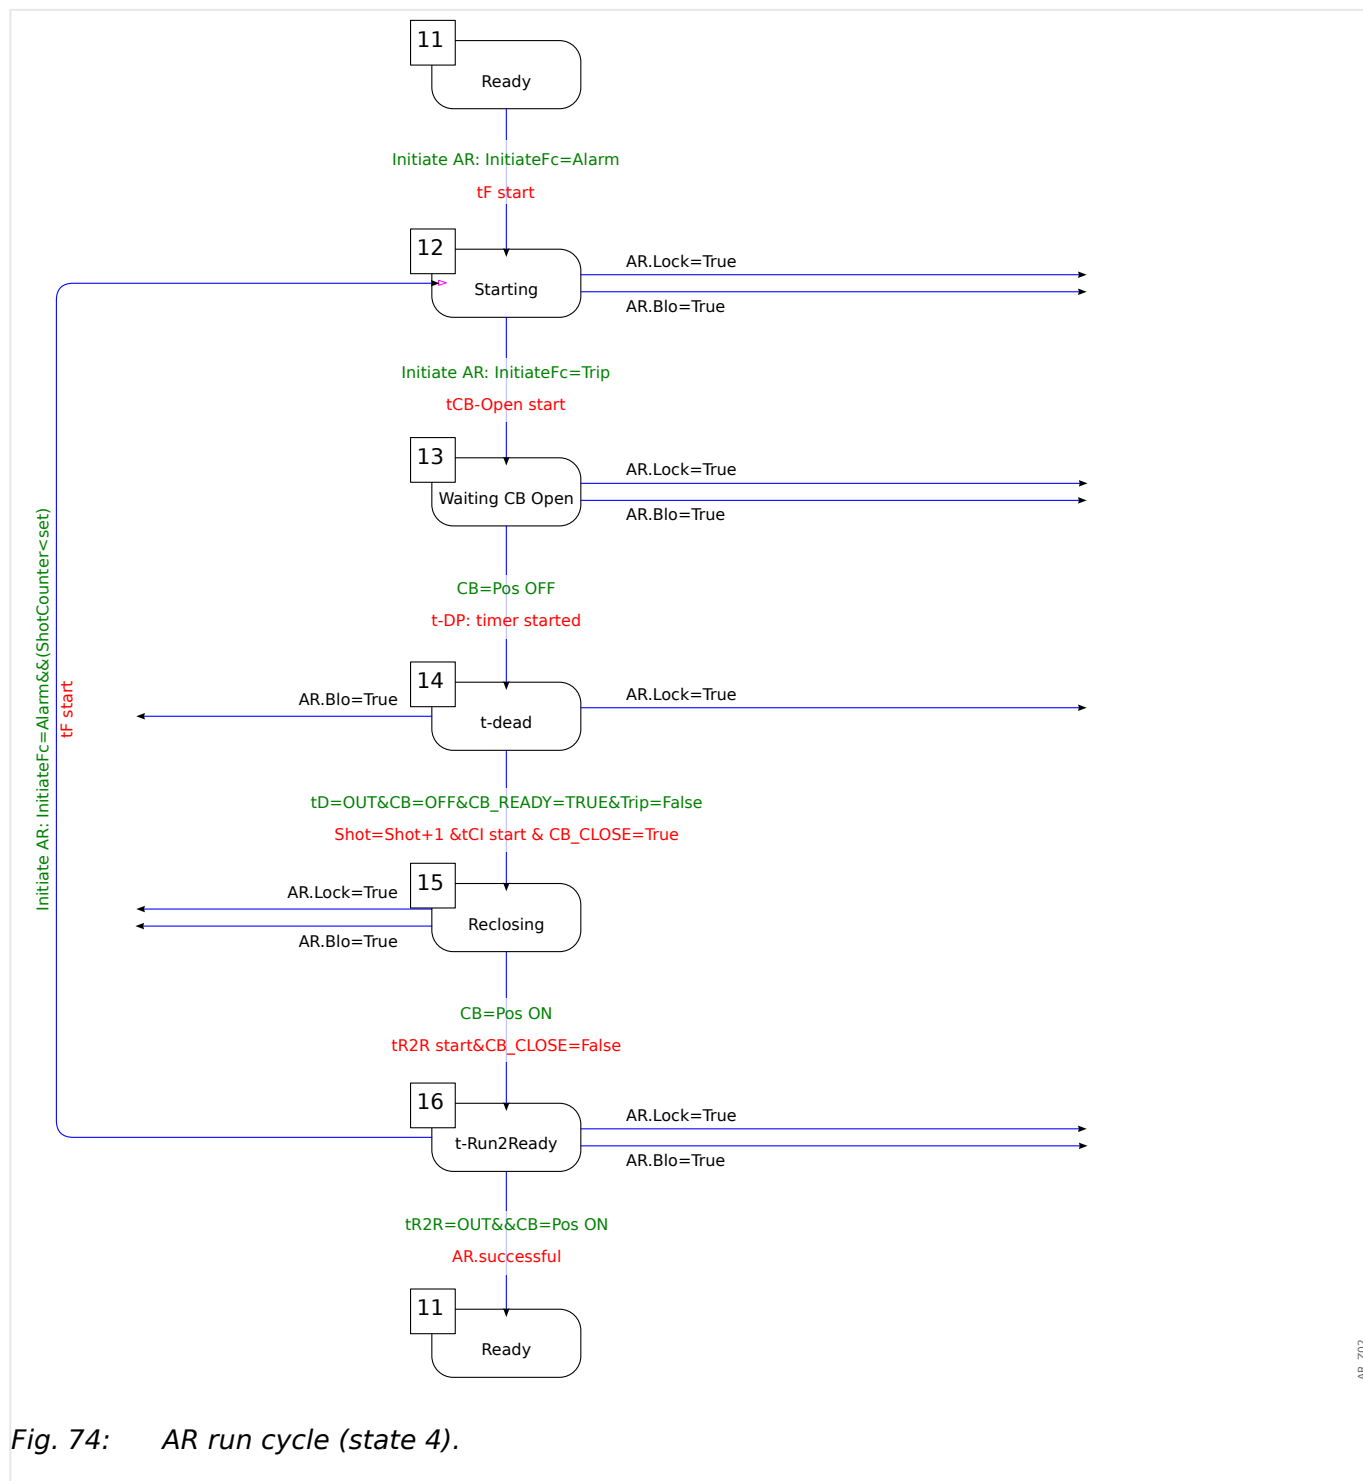 11
Ready
Initiate AR: InitiateFc=Alarm
tF start
12
Starting
AR.Lock=True
AR.Blo=True
Initiate AR: InitiateFc=Trip
tCB-Open start
13
Waiting CB Open
AR.Lock=True
AR.Blo=True
Initiate AR: InitiateFc=Alarm&&(ShotCounter<set)
tF start
CB=Pos OFF
t-DP: timer started
14
t-dead
AR.Blo=True
AR.Lock=True
tD=OUT&CB=OFF&CB_READY=TRUE&Trip=False
Shot=Shot+1 &tCl start & CB_CLOSE=True
15
Reclosing
AR.Lock=True
AR.Blo=True
CB=Pos ON
tR2R start&CB_CLOSE=False
16
t-Run2Ready
AR.Lock=True
AR.Blo=True
tR2R=OUT&&CB=Pos ON
AR.successful
11
Ready
AR_Z02
Fig. 74: AR run cycle (state 4).